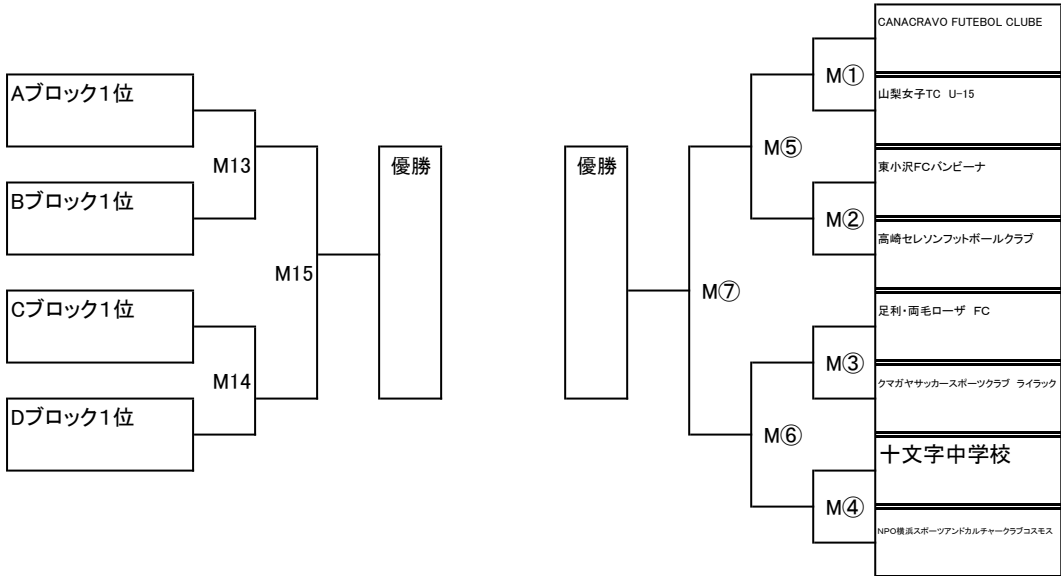 Aブロック1位
M13
Bブロック1位
M15
Cブロック1位
M14
Dブロック1位
優勝
優勝
M⑦
M⑤
M⑥
M①
M②
M③
M④
CANACRAVO FUTEBOL CLUBE
山梨女子TC U-15
東小沢FCバンビーナ
高崎セレソンフットボールクラブ
足利・両毛ローザ FC
クマガヤサッカースポーツクラブ ライラック
十文字中学校
NPO横浜スポーツアンドカルチャークラブコスモス